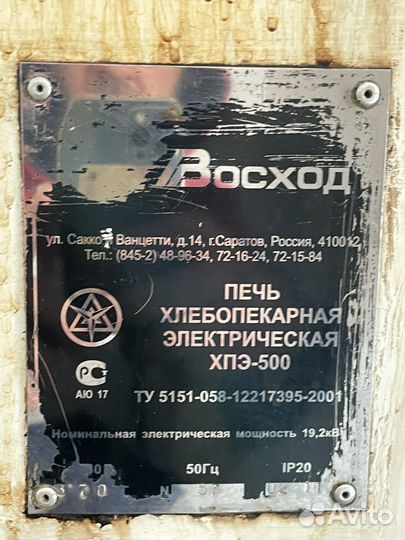 Восход
ул. Сакко и Ванцетти, д.14, г.Саратов, Россия, 410012
Тел.: (845-2) 48-96-34, 72-16-24, 72-15-84
ПЕЧЬ
ХЛЕБОПЕКАРНАЯ
ЭЛЕКТРИЧЕСКАЯ
ХПЭ-500
РСТ
АЮ 17
ТУ 5151-058-12217395-2001
Номинальная электрическая мощность 19,2кВ
50Гц IP20
Avito